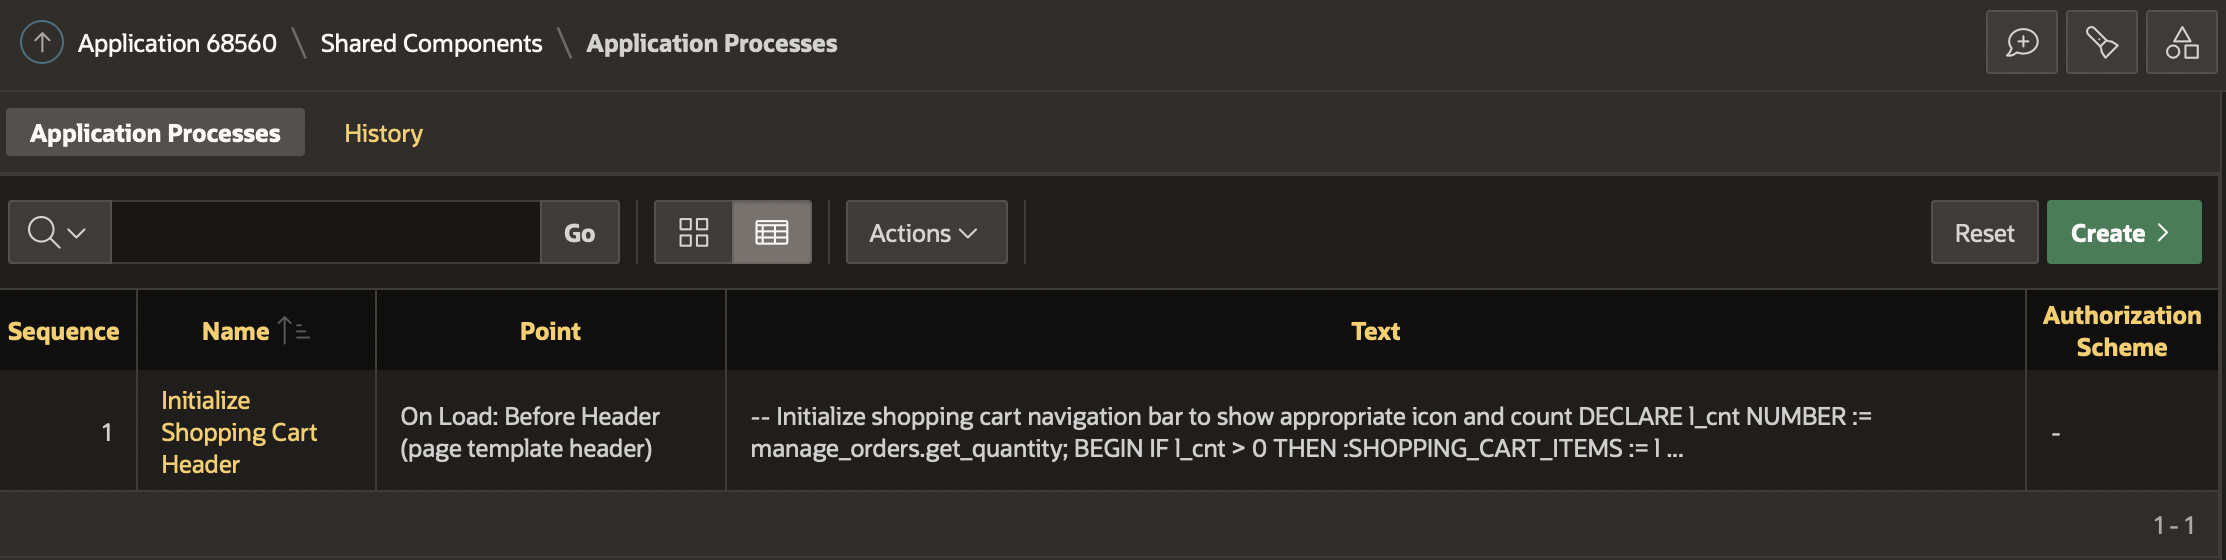 Application 68560 \ Shared Components \ Application Processes
Application Processes History
Go Actions Reset Create
Sequence Name Point Text Authorization
Scheme
1
Initialize
Shopping Cart
Header
On Load: Before Header
(page template header)
-- Initialize shopping cart navigation bar to show appropriate icon and count DECLARE l_cnt NUMBER :=
manage_orders.get_quantity; BEGIN IF l_cnt > 0 THEN :SHOPPING_CART_ITEMS := l ...
-
1 - 1